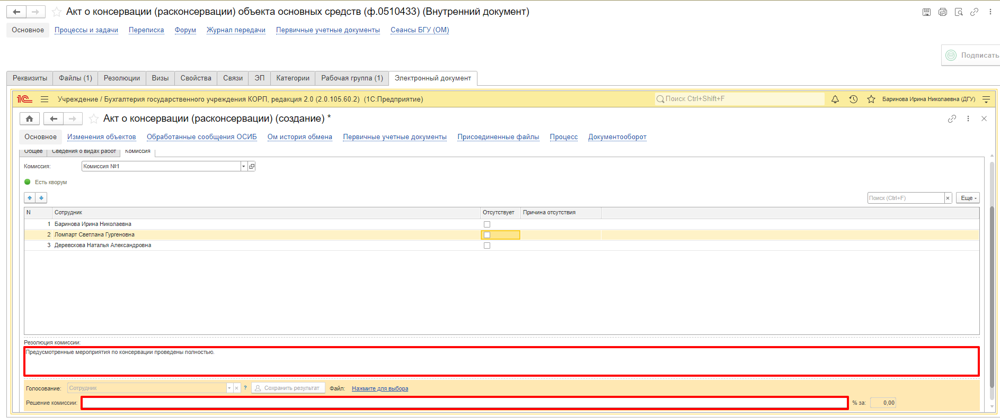 Акт о консервации (расконсервации) объекта основных средств (ф.0510433) (Внутренний документ)
Основное Процессы и задачи Переписка Форум Журнал передачи Первичные учетные документы Сеансы БГУ (ОМ)
Подписать
Реквизиты Файлы (1) Резолюции Визы Свойства Связи ЭП Категории Рабочая группа (1) Электронный документ
1С Учреждение / Бухгалтерия государственного учреждения КОРП, редакция 2.0 (2.0.105.60.2) (1С:Предприятие) Поиск Ctrl+Shift+F Баринова Ирина Николаевна (ДГУ)
Акт о консервации (расконсервации) (создание) *
Основное Изменения объектов Обработанные сообщения ОСИБ Ом история обмена Первичные учетные документы Присоединенные файлы Процесс Документооборот
Общее Сведения о видах работ Комиссия
Комиссия: Комиссия №1
Есть кворум
Поиск (Ctrl+F) × Еще
N Сотрудник Отсутствует Причина отсутствия
1 Баринова Ирина Николаевна
2 Ломпарт Светлана Гургеновна
3 Деревскова Наталья Александровна
Резолюция комиссии:
Предусмотренные мероприятия по консервации проведены полностью.
Голосование: Сотрудник × ? Сохранить результат Файл: Нажмите для выбора
Решение комиссии: % за: 0,00